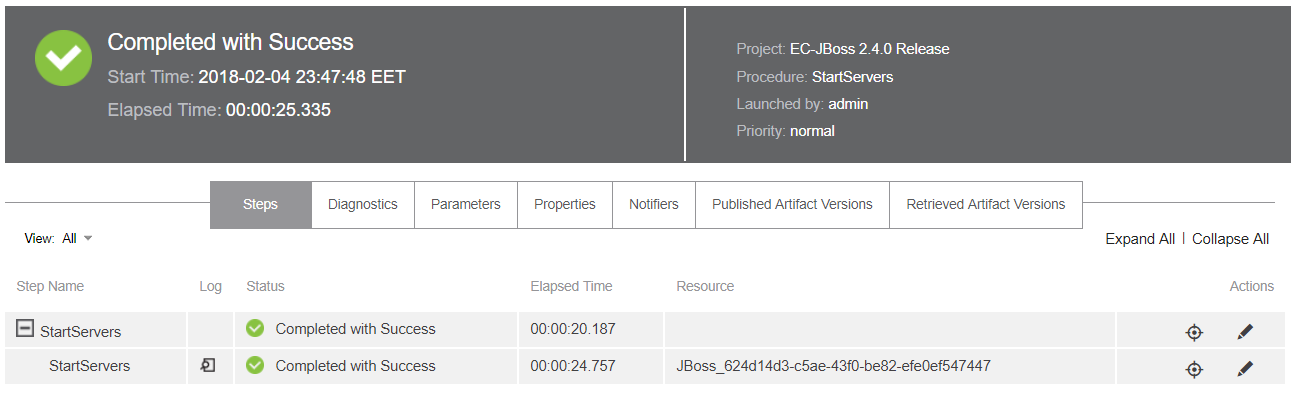 Completed with Success
Start Time: 2018-02-04 23:47:48 EET
Elapsed Time: 00:00:25.335
Project: EC-JBoss 2.4.0 Release
Procedure: StartServers
Launched by: admin
Priority: normal
Steps Diagnostics Parameters Properties Notifiers Published Artifact Versions Retrieved Artifact Versions
View: All Expand All | Collapse All
Step Name Log Status Elapsed Time Resource Actions
StartServers Completed with Success 00:00:20.187
StartServers Completed with Success 00:00:24.757 JBoss_624d14d3-c5ae-43f0-be82-efe0ef547447